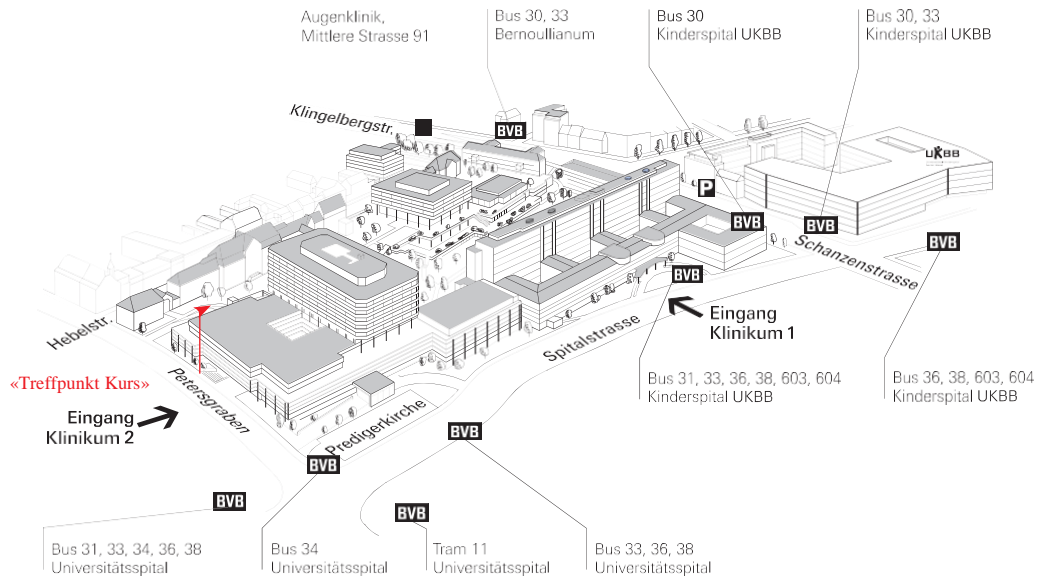 Augenklinik,
Mittlere Strasse 91
Bus 30, 33
Bernoullianum
Bus 30
Kinderspital UKBB
Bus 30, 33
Kinderspital UKBB
Klingelbergstr.
BVB
UKBB
P
BVB
BVB
BVB
Schanzenstrasse
BVB
Hebelstr.
Eingang
Klinikum 1
Spitalstrasse
«Treffpunkt Kurs»
Petersgraben
Eingang
Klinikum 2
Bus 31, 33, 36, 38, 603, 604
Kinderspital UKBB
Bus 36, 38, 603, 604
Kinderspital UKBB
Predigerkirche
BVB
BVB
BVB
BVB
Bus 31, 33, 34, 36, 38
Universitätsspital
Bus 34
Universitätsspital
Tram 11
Universitätsspital
Bus 33, 36, 38
Universitätsspital